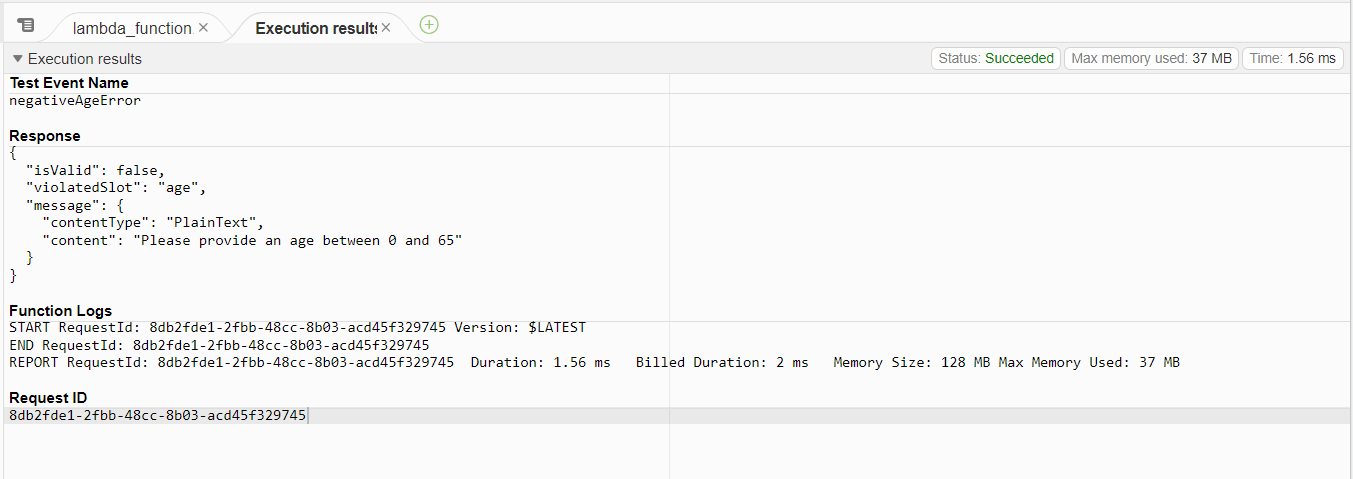 lambda_function × Execution results × +
▼ Execution results Status: Succeeded Max memory used: 37 MB Time: 1.56 ms
Test Event Name
negativeAgeError
Response
{
  "isValid": false,
  "violatedSlot": "age",
  "message": {
    "contentType": "PlainText",
    "content": "Please provide an age between 0 and 65"
  }
}
Function Logs
START RequestId: 8db2fde1-2fbb-48cc-8b03-acd45f329745 Version: $LATEST
END RequestId: 8db2fde1-2fbb-48cc-8b03-acd45f329745
REPORT RequestId: 8db2fde1-2fbb-48cc-8b03-acd45f329745  Duration: 1.56 ms   Billed Duration: 2 ms   Memory Size: 128 MB Max Memory Used: 37 MB
Request ID
8db2fde1-2fbb-48cc-8b03-acd45f329745